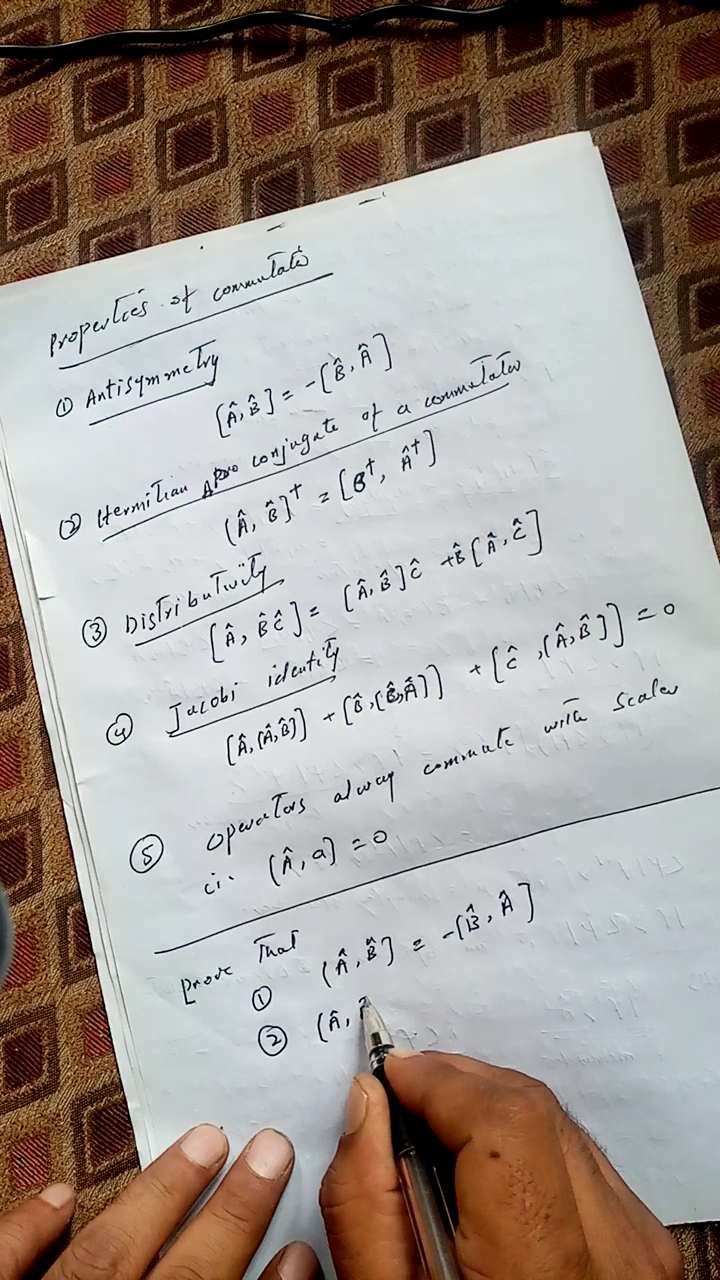 Properties of commutator
① Antisymmetry
[Â, B̂] = -[B̂, Â]
② Hermitian conjugate of a commutator
[Â, B̂]† = [B†, Â†]
③ Distributivity
[Â, B̂Ĉ] = [Â, B̂]Ĉ + B̂[Â, Ĉ]
④ Jacobi identity
[Â, [Â, B̂]] + [B̂, [B̂, Â]] + [Ĉ, [Â, B̂]] = 0
⑤ operators always commute with scaler
[Â, a] = 0
Prove that
① [Â, B̂] = -[B̂, Â]
② [Â,